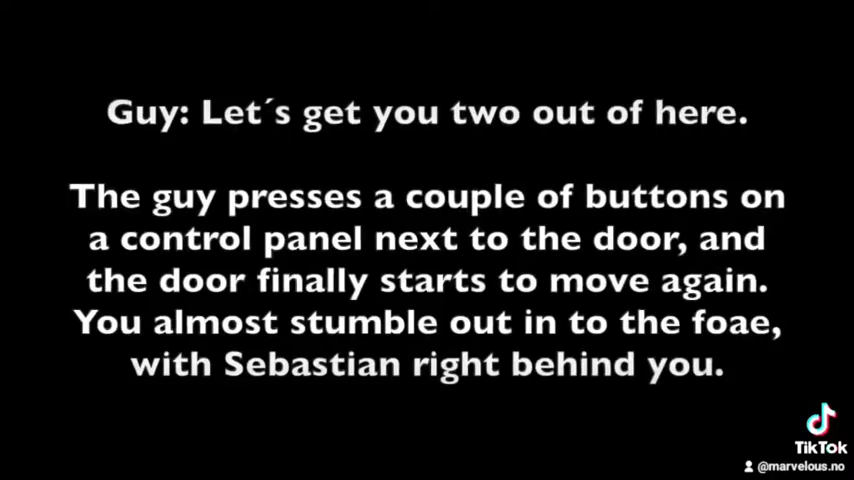 Guy: Let´s get you two out of here.
The guy presses a couple of buttons on
a control panel next to the door, and
the door finally starts to move again.
You almost stumble out in to the foae,
with Sebastian right behind you.
TikTok
@marvelous.no